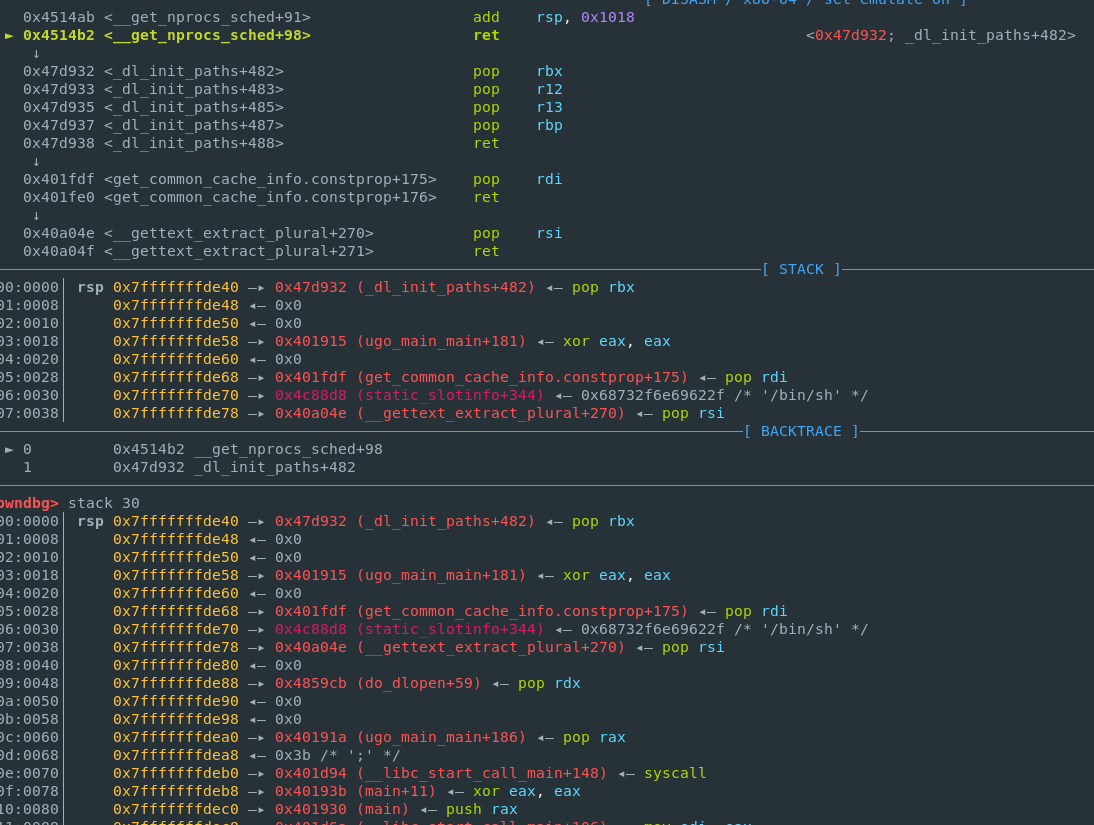 [ DISASM / x86-64 / set emulate on ]
0x4514ab <__get_nprocs_sched+91> add rsp, 0x1018
► 0x4514b2 <__get_nprocs_sched+98> ret <0x47d932; _dl_init_paths+482>
↓
0x47d932 <_dl_init_paths+482> pop rbx
0x47d933 <_dl_init_paths+483> pop r12
0x47d935 <_dl_init_paths+485> pop r13
0x47d937 <_dl_init_paths+487> pop rbp
0x47d938 <_dl_init_paths+488> ret
↓
0x401fdf <get_common_cache_info.constprop+175> pop rdi
0x401fe0 <get_common_cache_info.constprop+176> ret
↓
0x40a04e <__gettext_extract_plural+270> pop rsi
0x40a04f <__gettext_extract_plural+271> ret
[ STACK ]
00:0000│ rsp 0x7fffffffde40 —▸ 0x47d932 (_dl_init_paths+482) ◂— pop rbx
01:0008│ 0x7fffffffde48 ◂— 0x0
02:0010│ 0x7fffffffde50 ◂— 0x0
03:0018│ 0x7fffffffde58 —▸ 0x401915 (ugo_main_main+181) ◂— xor eax, eax
04:0020│ 0x7fffffffde60 ◂— 0x0
05:0028│ 0x7fffffffde68 —▸ 0x401fdf (get_common_cache_info.constprop+175) ◂— pop rdi
06:0030│ 0x7fffffffde70 —▸ 0x4c88d8 (static_slotinfo+344) ◂— 0x68732f6e69622f /* '/bin/sh' */
07:0038│ 0x7fffffffde78 —▸ 0x40a04e (__gettext_extract_plural+270) ◂— pop rsi
[ BACKTRACE ]
► 0 0x4514b2 __get_nprocs_sched+98
1 0x47d932 _dl_init_paths+482
pwndbg> stack 30
00:0000│ rsp 0x7fffffffde40 —▸ 0x47d932 (_dl_init_paths+482) ◂— pop rbx
01:0008│ 0x7fffffffde48 ◂— 0x0
02:0010│ 0x7fffffffde50 ◂— 0x0
03:0018│ 0x7fffffffde58 —▸ 0x401915 (ugo_main_main+181) ◂— xor eax, eax
04:0020│ 0x7fffffffde60 ◂— 0x0
05:0028│ 0x7fffffffde68 —▸ 0x401fdf (get_common_cache_info.constprop+175) ◂— pop rdi
06:0030│ 0x7fffffffde70 —▸ 0x4c88d8 (static_slotinfo+344) ◂— 0x68732f6e69622f /* '/bin/sh' */
07:0038│ 0x7fffffffde78 —▸ 0x40a04e (__gettext_extract_plural+270) ◂— pop rsi
08:0040│ 0x7fffffffde80 ◂— 0x0
09:0048│ 0x7fffffffde88 —▸ 0x4859cb (do_dlopen+59) ◂— pop rdx
0a:0050│ 0x7fffffffde90 ◂— 0x0
0b:0058│ 0x7fffffffde98 ◂— 0x0
0c:0060│ 0x7fffffffdea0 —▸ 0x40191a (ugo_main_main+186) ◂— pop rax
0d:0068│ 0x7fffffffdea8 ◂— 0x3b /* ';' */
0e:0070│ 0x7fffffffdeb0 —▸ 0x401d94 (__libc_start_call_main+148) ◂— syscall
0f:0078│ 0x7fffffffdeb8 —▸ 0x40193b (main+11) ◂— xor eax, eax
10:0080│ 0x7fffffffdec0 —▸ 0x401930 (main) ◂— push rax